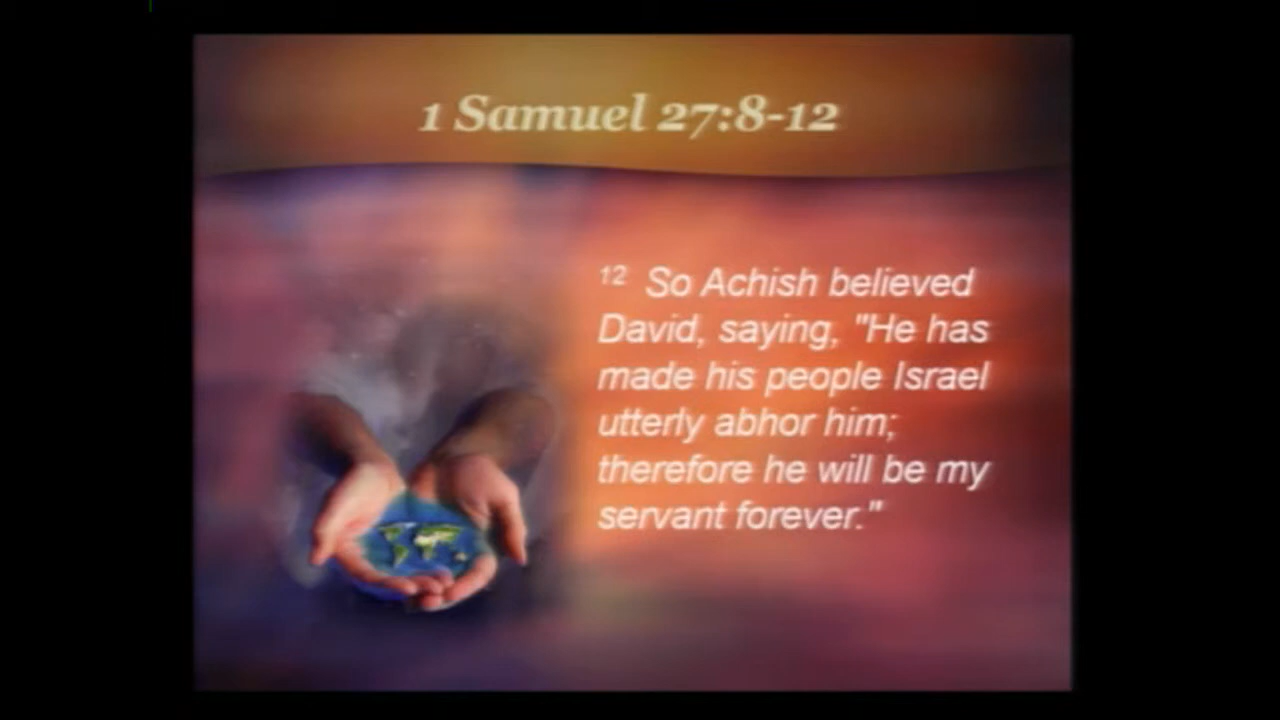 1 Samuel 27:8-12
12 So Achish believed
David, saying, "He has
made his people Israel
utterly abhor him;
therefore he will be my
servant forever."